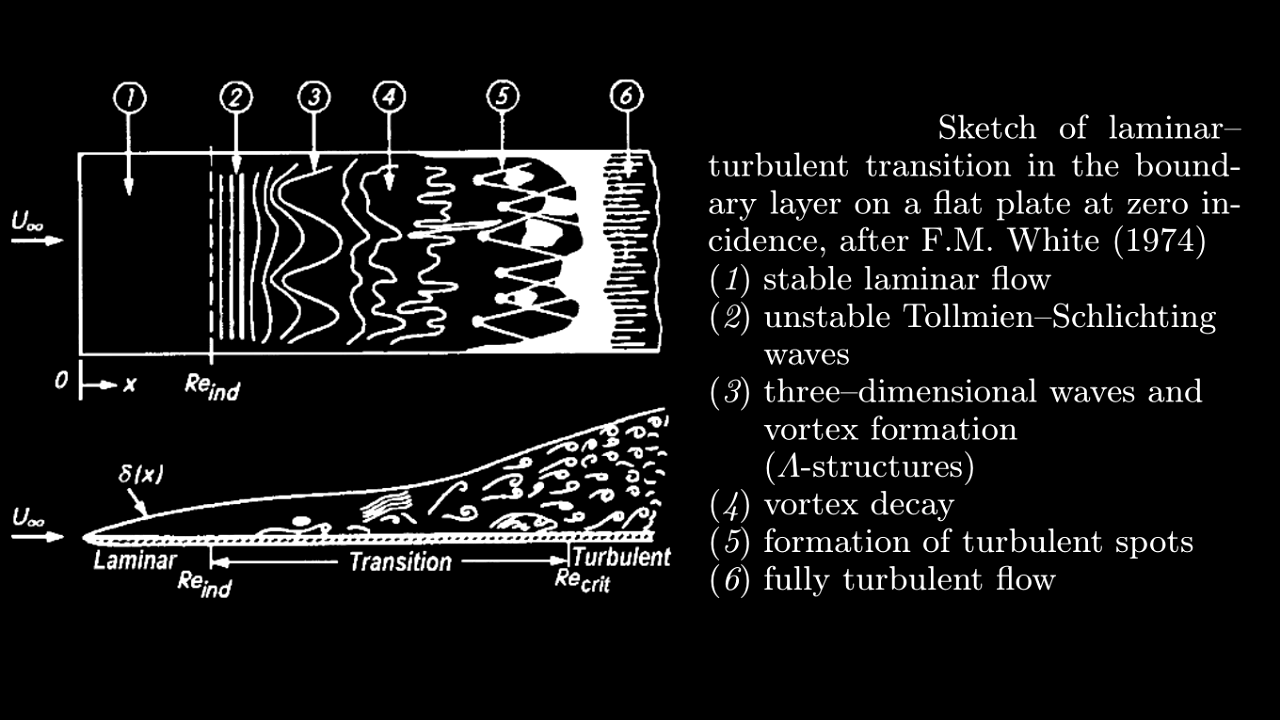 1 2 3 4 5 6
U∞
0 x Reind
δ(x)
U∞
Laminar Transition Turbulent
Reind Recrit
Sketch of laminar–
turbulent transition in the bound-
ary layer on a flat plate at zero in-
cidence, after F.M. White (1974)
(1) stable laminar flow
(2) unstable Tollmien–Schlichting
waves
(3) three–dimensional waves and
vortex formation
(Λ-structures)
(4) vortex decay
(5) formation of turbulent spots
(6) fully turbulent flow